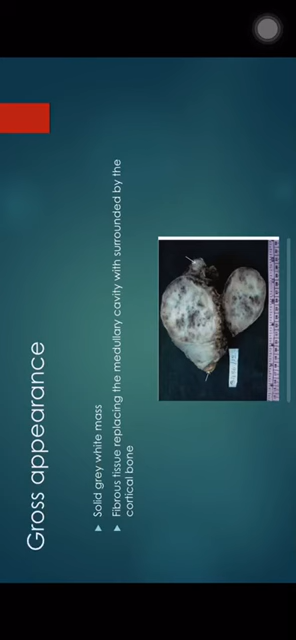 Gross appearance
Solid grey white mass
Fibrous tissue replacing the medullary cavity with surrounded by the
cortical bone